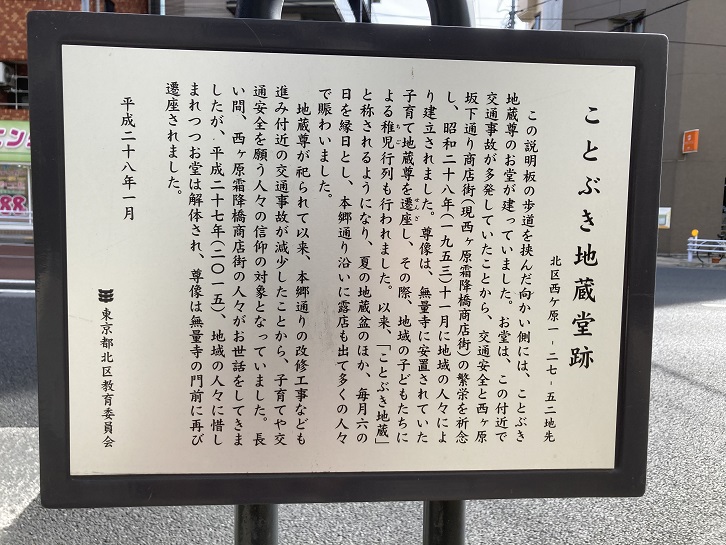 ことぶき地蔵堂跡
北区西ケ原一-二七-五二地先
この説明板の歩道を挟んだ向かい側には、ことぶき
地蔵尊のお堂が建っていました。お堂は、この付近で
交通事故が多発していたことから、交通安全と西ヶ原
坂下通り商店街(現西ヶ原霜降橋商店街)の繁栄を祈念
し、昭和二十八年(一九五三)十一月に地域の人々によ
り建立されました。尊像は、無量寺に安置されていた
子育て地蔵尊を遷座し、その際、地域の子どもたちに
せんざ
よる稚児行列も行われました。以来、「ことぶき地蔵」
ちご
と称されるようになり、夏の地蔵盆のほか、毎月六の
日を縁日とし、本郷通り沿いに露店も出て多くの人々
で賑わいました。
地蔵尊が祀られて以来、本郷通りの改修工事なども
進み付近の交通事故が減少したことから、子育てや交
通安全を願う人々の信仰の対象となっていました。長
い間、西ヶ原霜降橋商店街の人々がお世話をしてきま
したが、平成二十七年(二〇一五)、地域の人々に惜し
まれつつお堂は解体され、尊像は無量寺の門前に再び
遷座されました。
平成二十八年一月
東京都北区教育委員会